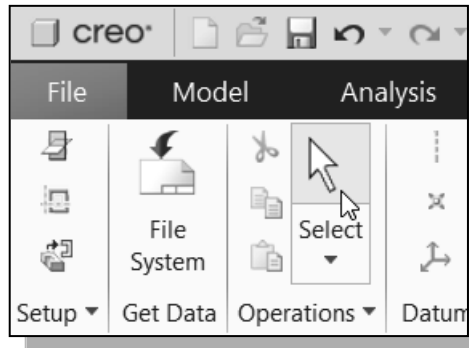 creo
File Model Analysis
File
System
Select
Setup Get Data Operations Datum